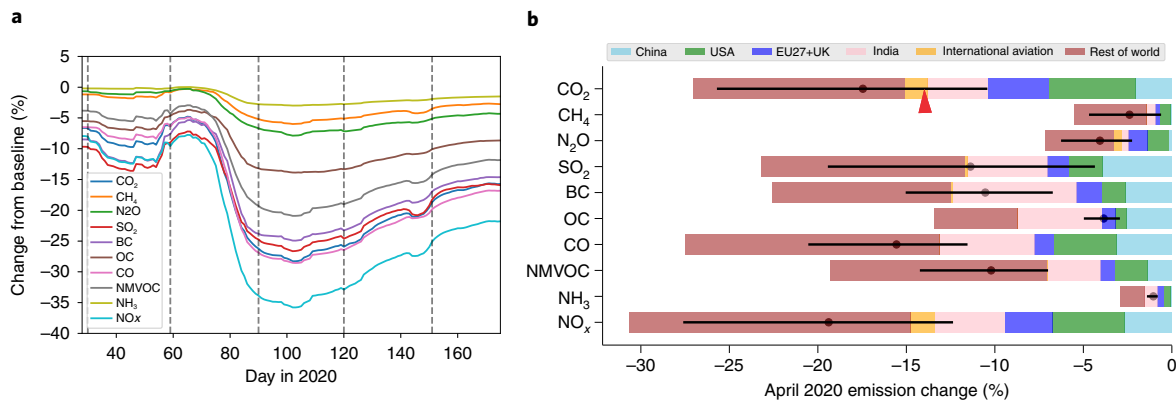 a
5
0
−5
−10
−15
−20
−25
−30
−35
−40
Change from baseline (%)
CO₂
CH₄
N2O
SO₂
BC
OC
CO
NMVOC
NH₃
NOx
40
60
80
100
120
140
160
Day in 2020
b
China
USA
EU27+UK
India
International aviation
Rest of world
CO₂
CH₄
N₂O
SO₂
BC
OC
CO
NMVOC
NH₃
NOₓ
−30
−25
−20
−15
−10
−5
0
April 2020 emission change (%)